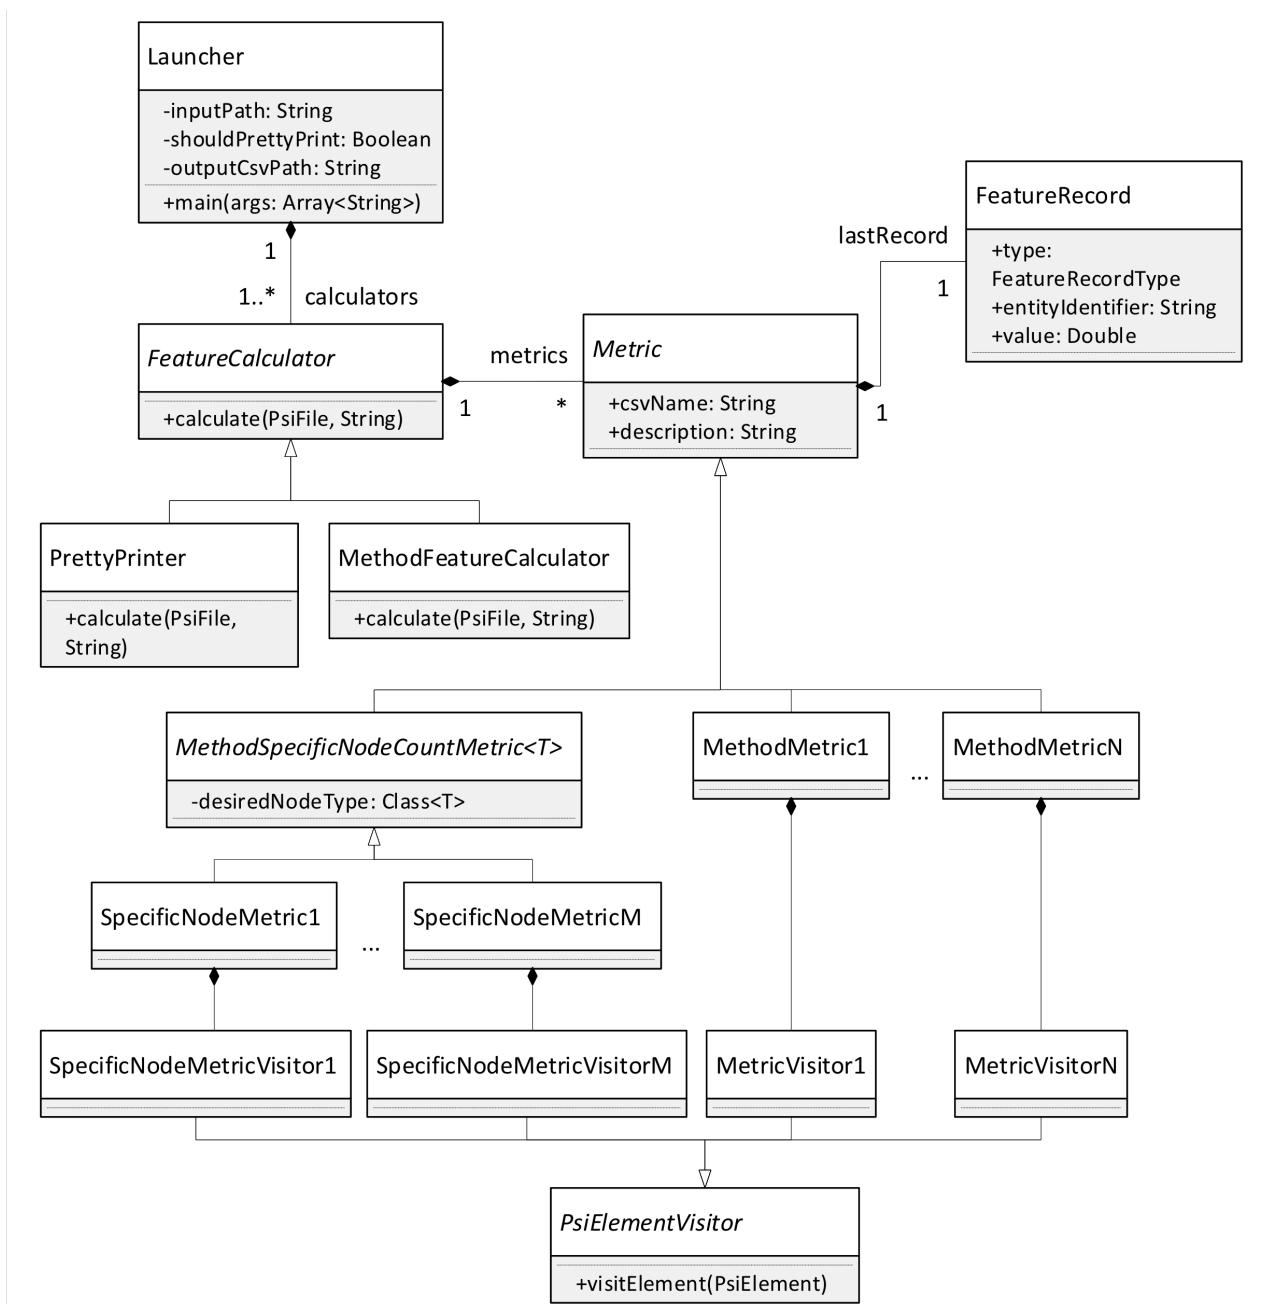 Launcher
-inputPath: String
-shouldPrettyPrint: Boolean
-outputCsvPath: String
+main(args: Array<String>)
1
1..*
calculators
FeatureRecord
+type:
FeatureRecordType
+entityIdentifier: String
+value: Double
lastRecord
1
FeatureCalculator
+calculate(PsiFile, String)
metrics
1
*
Metric
+csvName: String
+description: String
1
PrettyPrinter
+calculate(PsiFile,
String)
MethodFeatureCalculator
+calculate(PsiFile, String)
MethodSpecificNodeCountMetric<T>
-desiredNodeType: Class<T>
MethodMetric1
...
MethodMetricN
SpecificNodeMetric1
...
SpecificNodeMetricM
SpecificNodeMetricVisitor1
SpecificNodeMetricVisitorM
MetricVisitor1
MetricVisitorN
PsiElementVisitor
+visitElement(PsiElement)